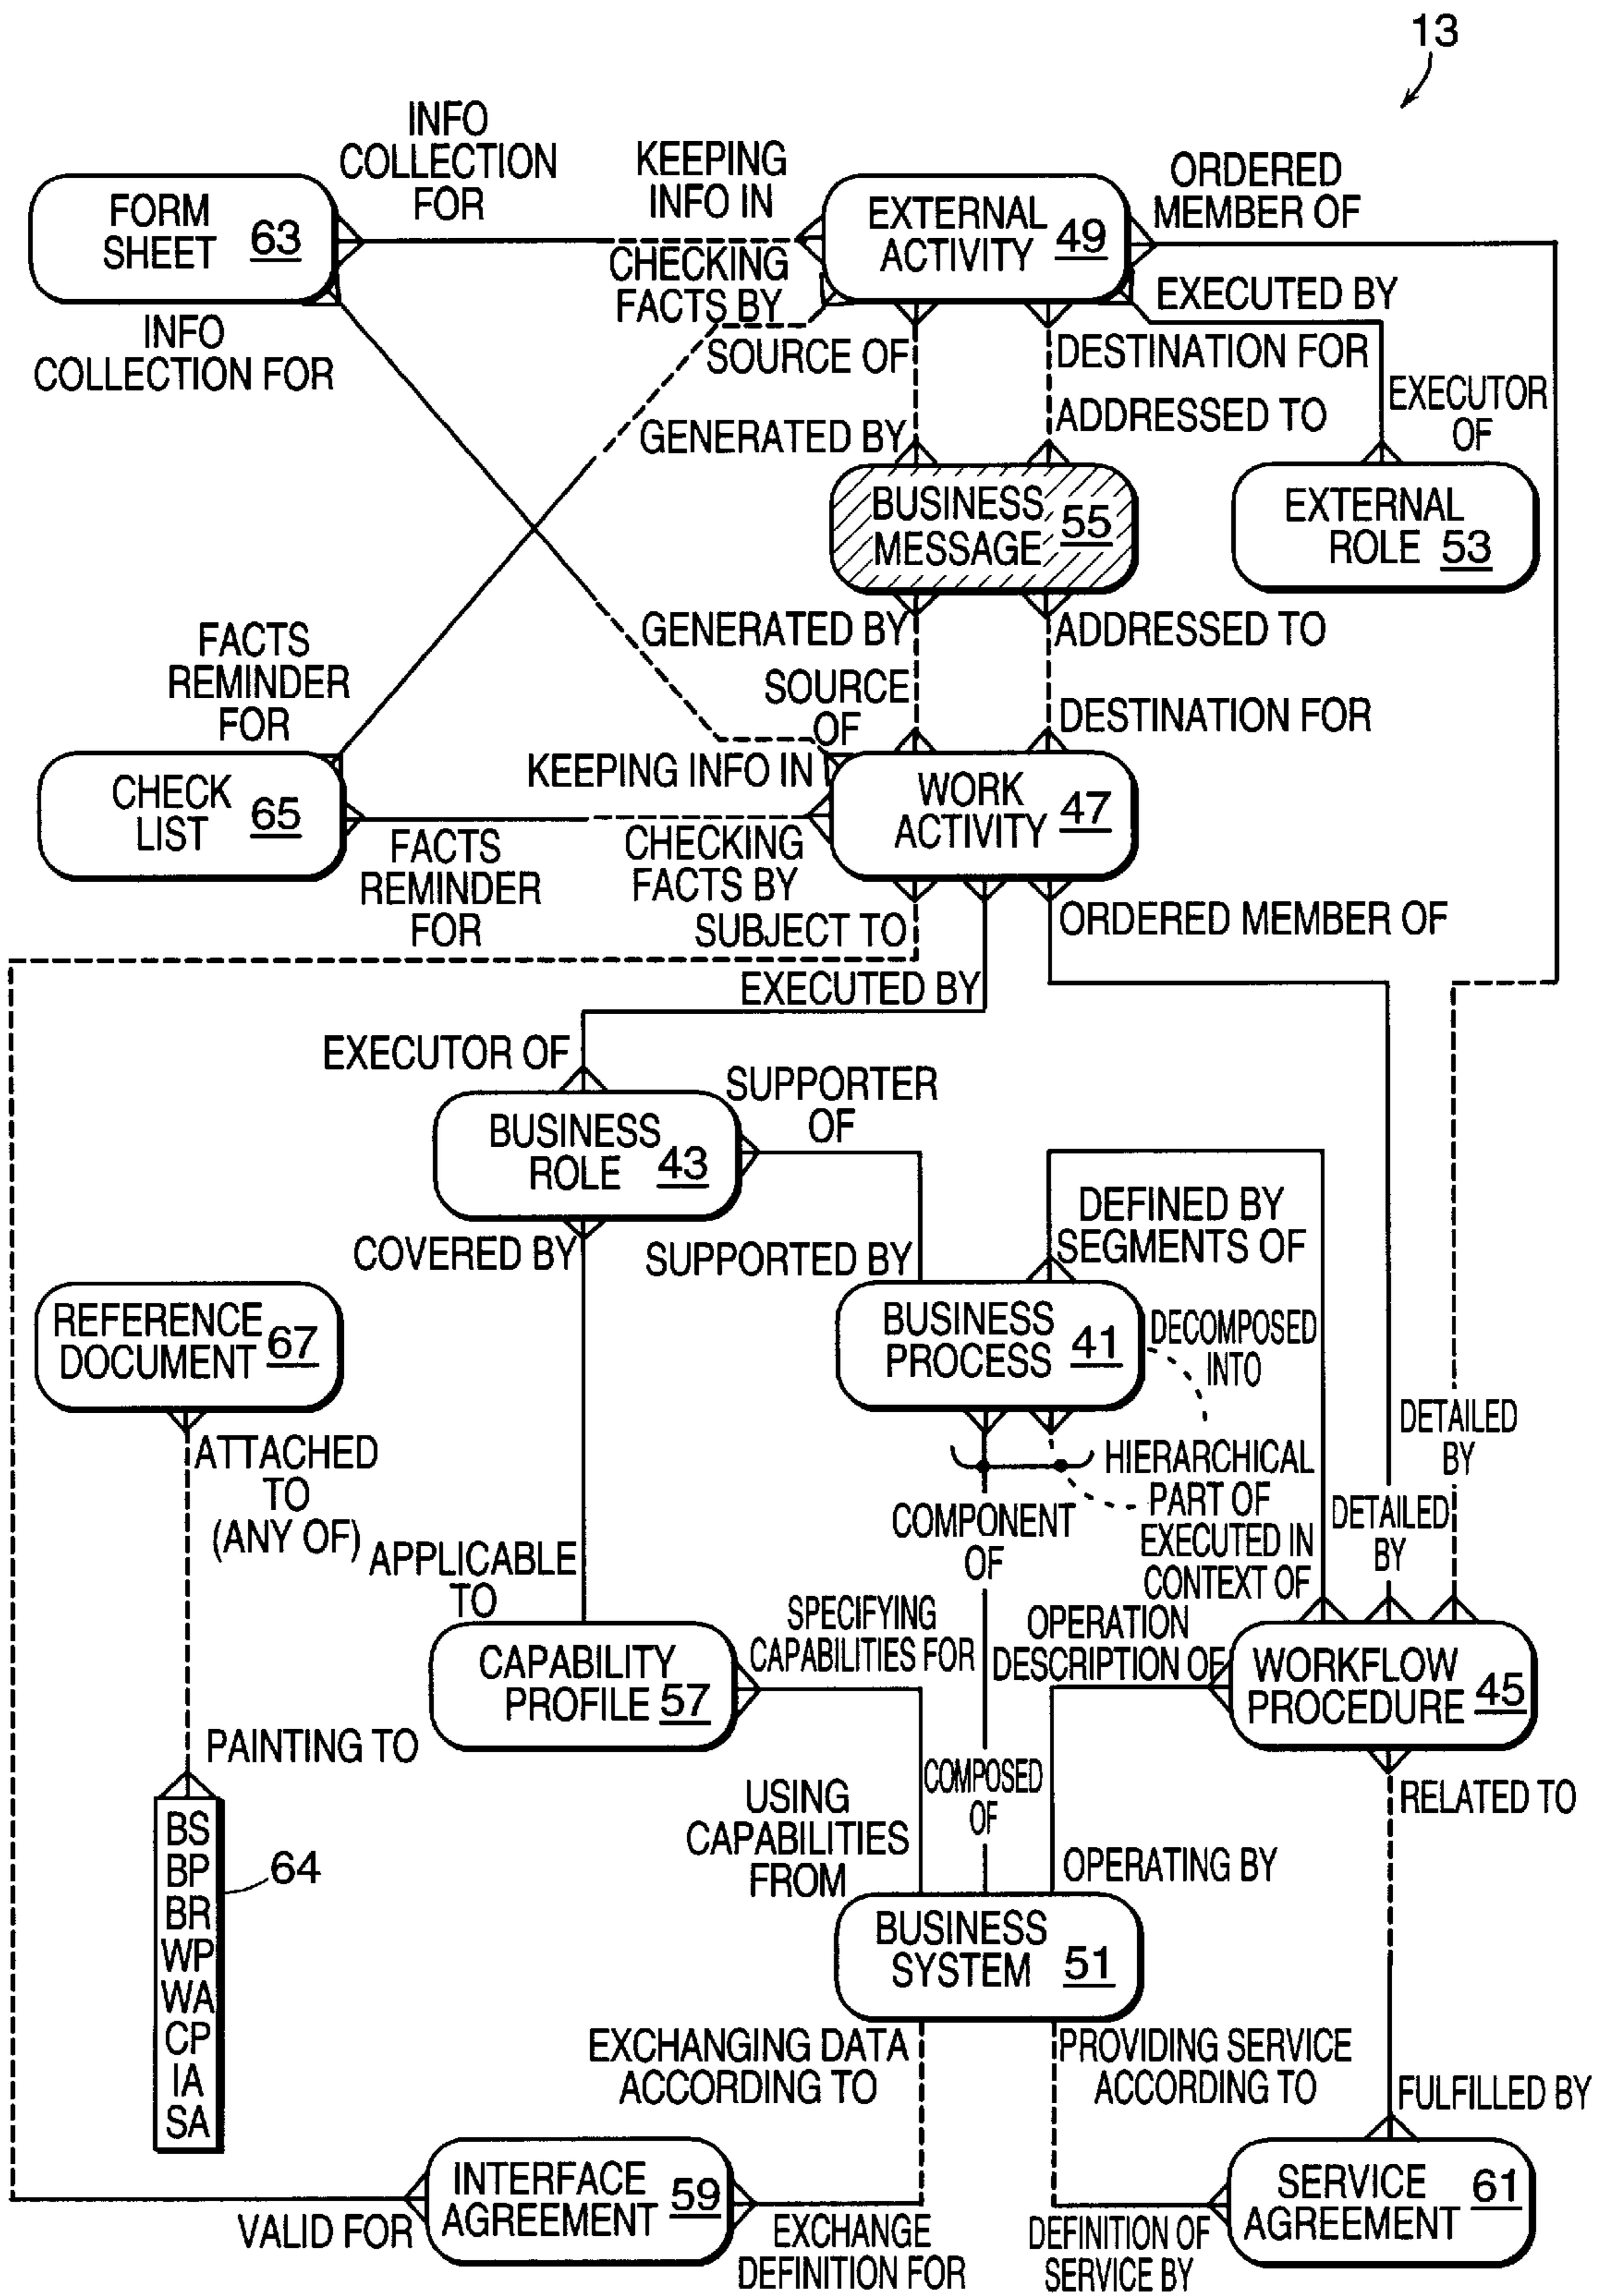 13
INFO
COLLECTION
FOR
KEEPING
INFO IN
ORDERED
MEMBER OF
FORM
SHEET 63
EXTERNAL
ACTIVITY 49
CHECKING
FACTS BY
EXECUTED BY
INFO
COLLECTION FOR
SOURCE OF
DESTINATION FOR
EXECUTOR
OF
GENERATED BY
ADDRESSED TO
BUSINESS
MESSAGE 55
EXTERNAL
ROLE 53
GENERATED BY
ADDRESSED TO
FACTS
REMINDER
FOR
SOURCE
OF
DESTINATION FOR
KEEPING INFO IN
CHECK
LIST 65
WORK
ACTIVITY 47
FACTS
REMINDER
FOR
CHECKING
FACTS BY
SUBJECT TO
ORDERED MEMBER OF
EXECUTED BY
EXECUTOR OF
SUPPORTER
OF
BUSINESS
ROLE 43
DEFINED BY
SEGMENTS OF
COVERED BY
SUPPORTED BY
REFERENCE
DOCUMENT 67
BUSINESS
PROCESS 41
DECOMPOSED
INTO
DETAILED
BY
ATTACHED
TO
(ANY OF)
HIERARCHICAL
PART OF
COMPONENT
OF
EXECUTED IN
CONTEXT OF
DETAILED
BY
APPLICABLE
TO
SPECIFYING
CAPABILITIES FOR
OPERATION
DESCRIPTION OF
CAPABILITY
PROFILE 57
WORKFLOW
PROCEDURE 45
PAINTING TO
USING
CAPABILITIES
FROM
COMPOSED
OF
RELATED TO
OPERATING BY
BS
BP
BR
WP
WA
CP
IA
SA
64
BUSINESS
SYSTEM 51
EXCHANGING DATA
ACCORDING TO
PROVIDING SERVICE
ACCORDING TO
FULFILLED BY
INTERFACE
AGREEMENT 59
SERVICE
AGREEMENT 61
VALID FOR
EXCHANGE
DEFINITION FOR
DEFINITION OF
SERVICE BY